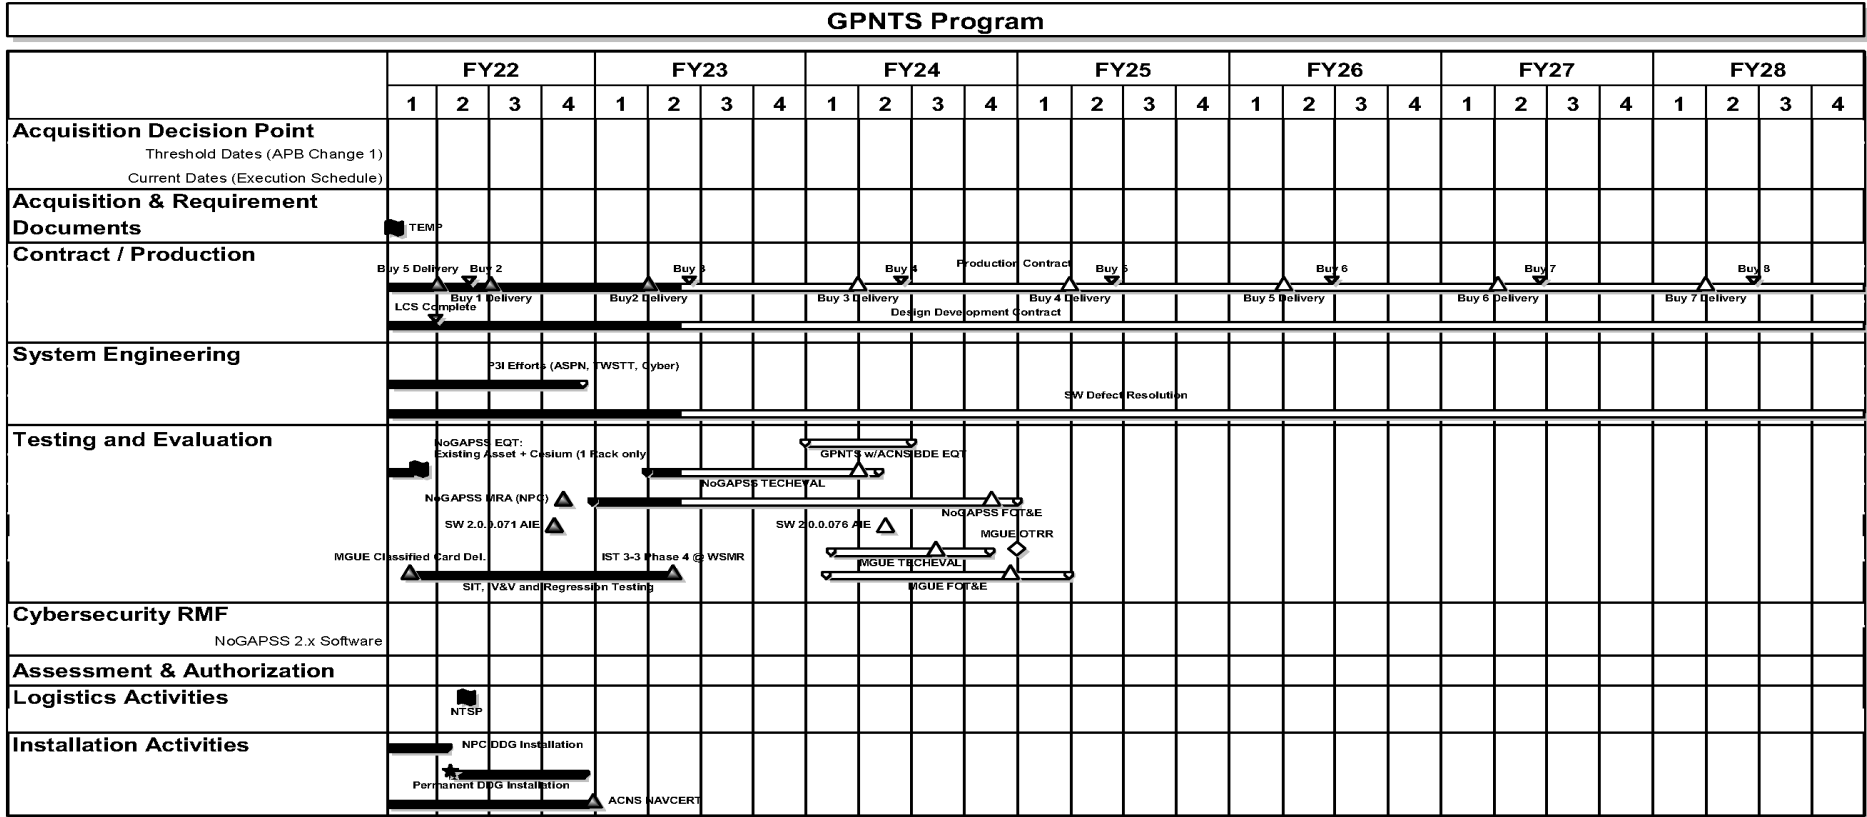 GPNTS Program
FY22 FY23 FY24 FY25 FY26 FY27 FY28
1 2 3 4 1 2 3 4 1 2 3 4 1 2 3 4 1 2 3 4 1 2 3 4 1 2 3 4
Acquisition Decision Point
Threshold Dates (APB Change 1)
Current Dates (Execution Schedule)
Acquisition & Requirement
Documents
TEMP
Contract / Production
Production Contract
Buy 5 Delivery Buy 2 Buy 3 Buy 4 Buy 5 Buy 6 Buy 7 Buy 8
Buy 1 Delivery Buy2 Delivery Buy 3 Delivery Buy 4 Delivery Buy 5 Delivery Buy 6 Delivery Buy 7 Delivery
LCS Complete
Design Development Contract
System Engineering
P3I Efforts (ASPN, TWSTT, Cyber)
SW Defect Resolution
Testing and Evaluation
NoGAPSS EQT:
Existing Asset + Cesium (1 Rack only
GPNTS w/ACNS BDE EQT
NoGAPSS TECHEVAL
NoGAPSS MRA (NPC)
NoGAPSS FOT&E
SW 2.0.0.071 AIE
SW 2.0.0.076 AIE
MGUE OTRR
MGUE Classified Card Del.
IST 3-3 Phase 4 @ WSMR
MGUE TECHEVAL
SIT, IV&V and Regression Testing
MGUE FOT&E
Cybersecurity RMF
NoGAPSS 2.x Software
Assessment & Authorization
Logistics Activities
NTSP
Installation Activities
NPC DDG Installation
Permanent DDG Installation
ACNS NAVCERT